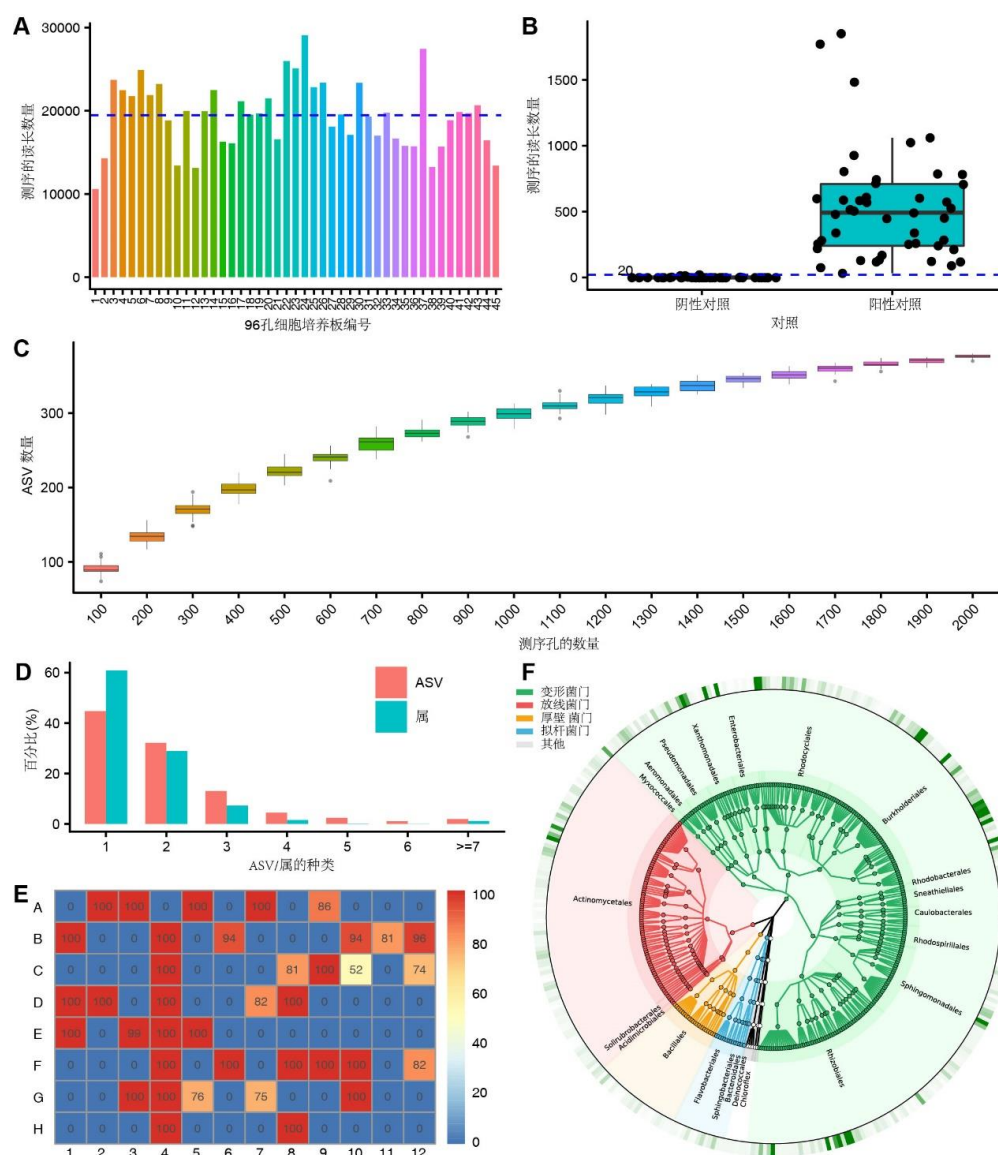 A
30000
20000
10000
0
测序的读长数量
1 2 3 4 5 6 7 8 9 10 11 12 13 14 15 16 17 18 19 20 21 22 23 24 25 26 27 28 29 30 31 32 33 34 35 36 37 38 39 40 41 42 43 44 45
96孔细胞培养板编号
B
1500
1000
500
0
测序的读长数量
20
阴性对照 阳性对照
对照
C
300
200
100
ASV 数量
100 200 300 400 500 600 700 800 900 1000 1100 1200 1300 1400 1500 1600 1700 1800 1900 2000
测序孔的数量
D
60
40
20
0
百分比(%)
ASV
属
1 2 3 4 5 6 >=7
ASV/属的种类
E
A 0 100 100 0 100 0 100 0 86 0 0 0
B 100 0 0 100 0 94 0 0 0 94 81 96
C 0 0 0 100 0 0 0 81 100 52 0 74
D 100 100 0 100 0 0 82 100 0 0 0 0
E 100 0 99 100 100 0 0 0 0 0 0 0
F 0 0 0 100 0 100 0 100 100 100 0 82
G 0 0 100 100 76 0 75 0 0 100 0 0
H 0 0 0 100 0 0 0 100 0 0 0 0
1 2 3 4 5 6 7 8 9 10 11 12
100
80
60
40
20
0
F
变形菌门
放线菌门
厚壁 菌门
拟杆菌门
其他
Myxococcales
Aeromonadales
Pseudomonadales
Xanthomonadales
Enterobacteriales
Rhodocyclales
Burkholderiales
Rhodobacterales
Sneathiellales
Caulobacterales
Rhodospirillales
Sphingomonadales
Rhizobiales
Chloroflex
Deinococcales
Bacteroidales
Sphingobacteriales
Flavobacteriales
Bacillales
Acidimicrobiales
Solirubrobacterales
Actinomycetales